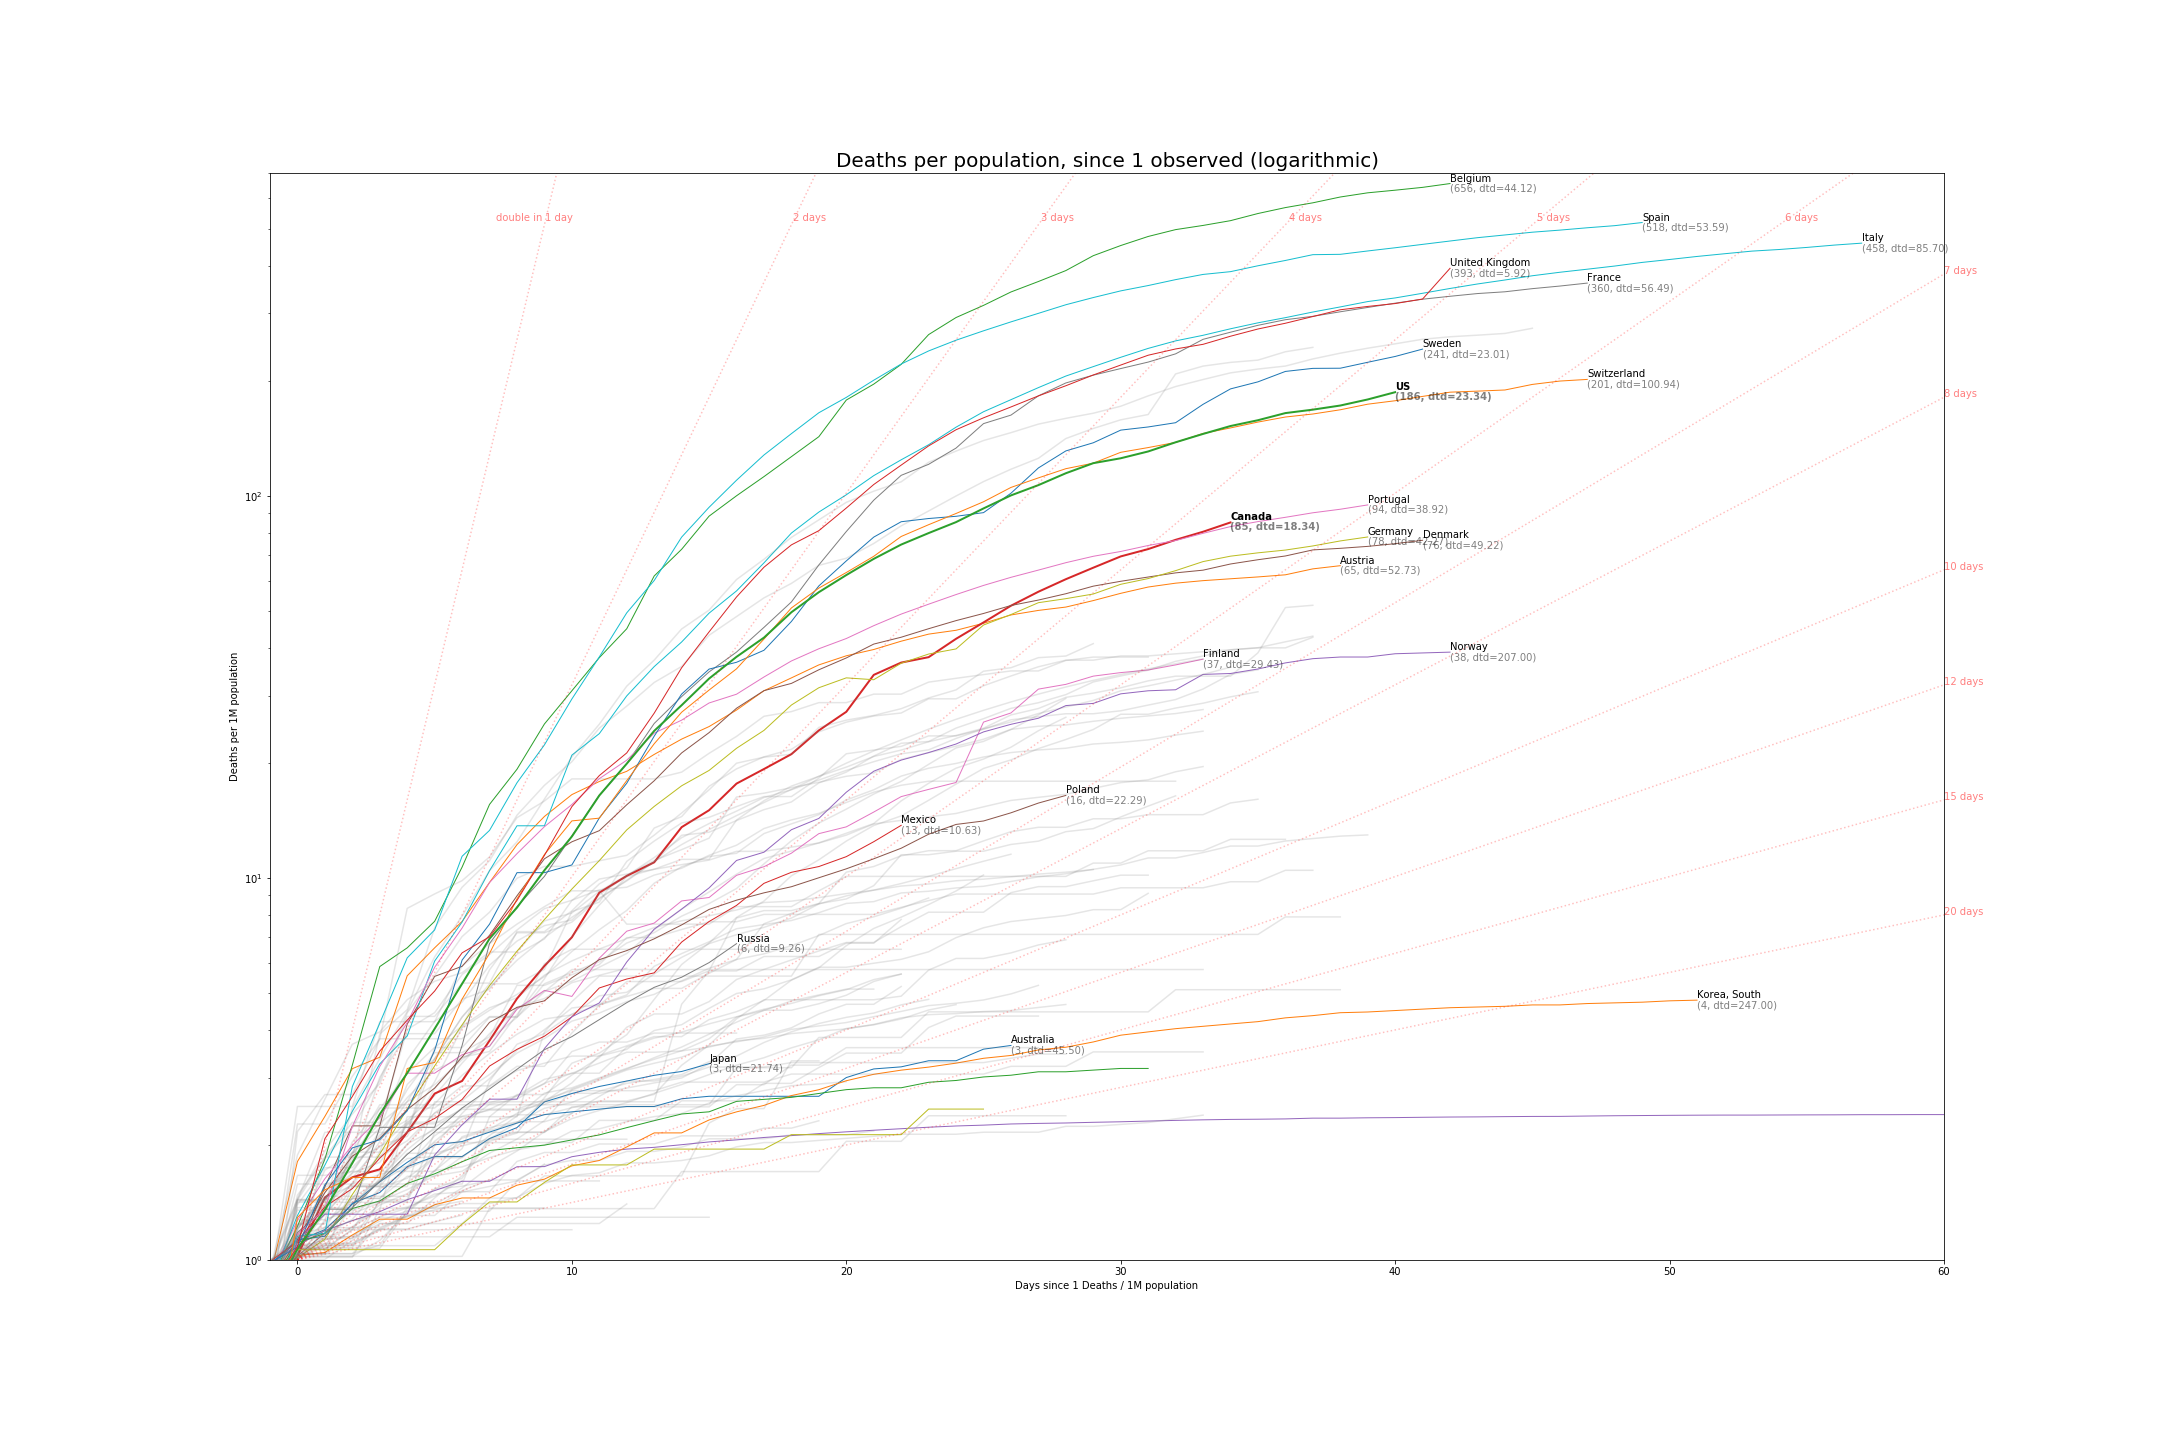 Deaths per population, since 1 observed (logarithmic)
Belgium
(656, dtd=44.12)
double in 1 day
2 days
3 days
4 days
5 days
6 days
Spain
(518, dtd=53.59)
Italy
(458, dtd=85.70)
United Kingdom
(393, dtd=5.92)
7 days
France
(360, dtd=56.49)
Sweden
(241, dtd=23.01)
Switzerland
(201, dtd=100.94)
US
(186, dtd=23.34)
8 days
10²
Portugal
(94, dtd=38.92)
Canada
(85, dtd=18.34)
Germany
(78, dtd=42.27)
Denmark
(76, dtd=49.22)
Austria
(65, dtd=52.73)
10 days
Norway
(38, dtd=207.00)
Finland
(37, dtd=29.43)
12 days
Deaths per 1M population
Poland
(16, dtd=22.29)
15 days
Mexico
(13, dtd=10.63)
10¹
20 days
Russia
(6, dtd=9.26)
Korea, South
(4, dtd=247.00)
Australia
(3, dtd=45.50)
Japan
(3, dtd=21.74)
10⁰
0 10 20 30 40 50 60
Days since 1 Deaths / 1M population